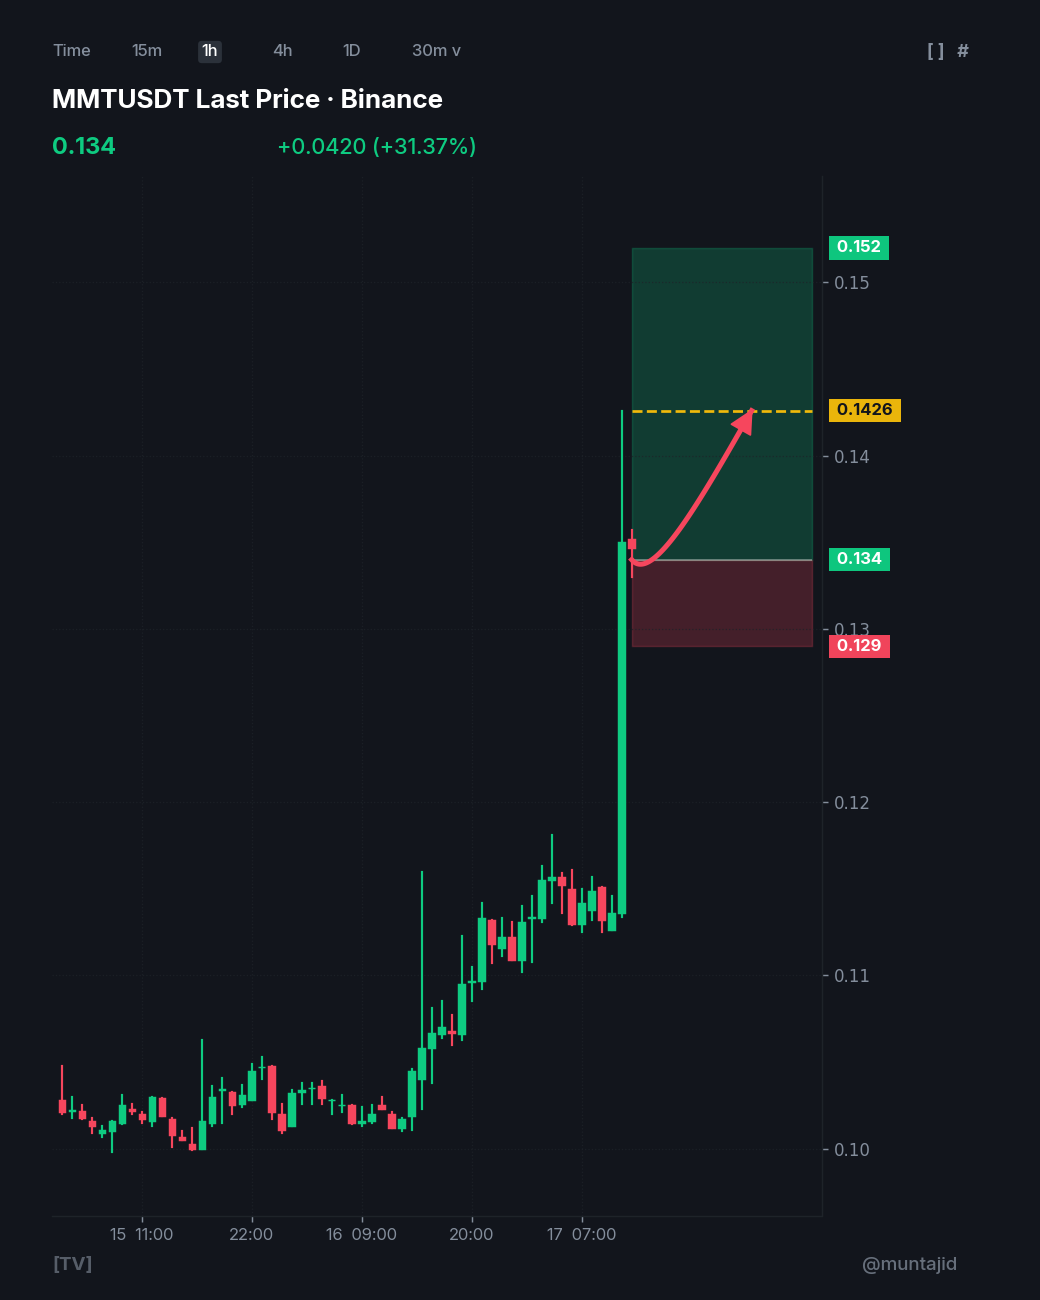 Time 15m 1h 4h 1D 30m v [ ] #
MMTUSDT Last Price · Binance
0.134 +0.0420 (+31.37%)
0.152
0.15
0.1426
0.14
0.134
0.13
0.129
0.12
0.11
0.10
15 11:00 22:00 16 09:00 20:00 17 07:00
[TV] @muntajid